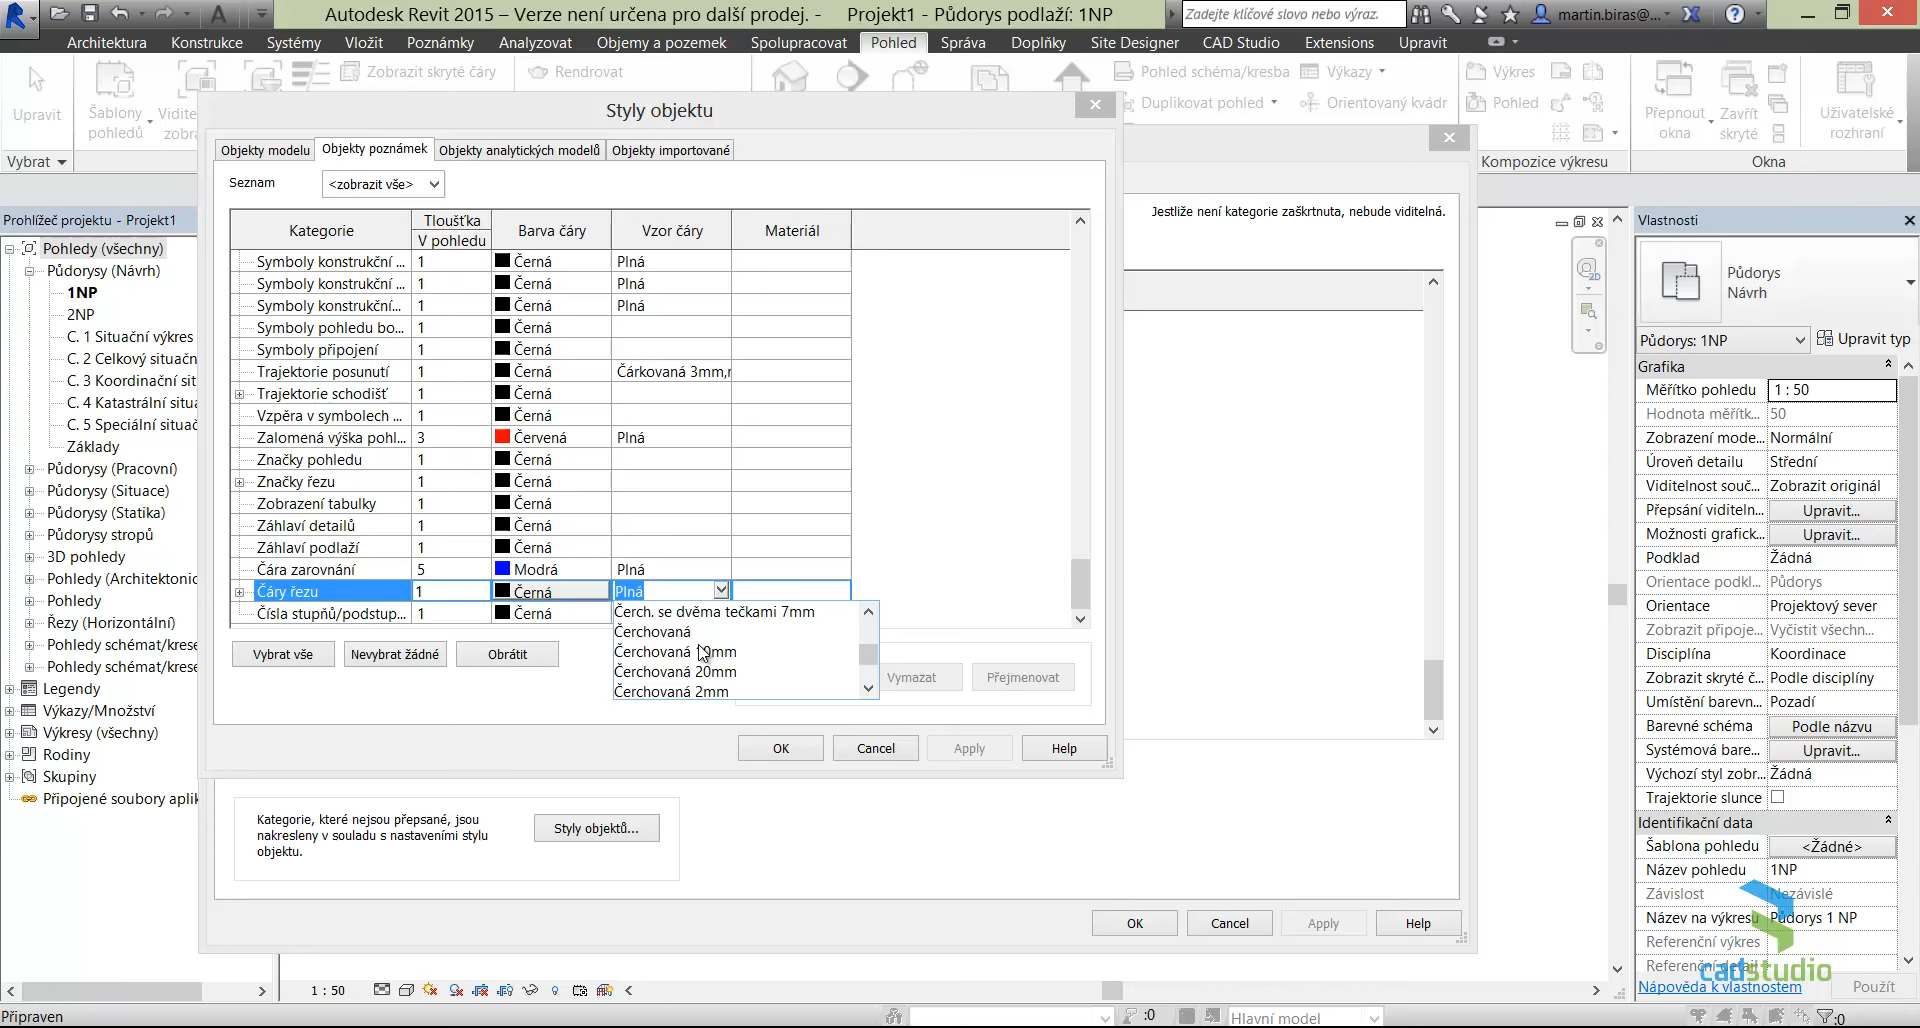 Autodesk Revit 2015 - Verze není určena pro další prodej. - Projekt1 - Půdorys podlaží: 1NP
Zadejte klíčové slovo nebo výraz.
martin.biras@...
Architektura Konstrukce Systémy Vložit Poznámky Analyzovat Objemy a pozemek Spolupracovat Pohled Správa Doplňky Site Designer CAD Studio Extensions Upravit
Upravit
Šablony pohledů
Zobrazit skryté čáry
Rendrovat
Pohled schéma/kresba
Výkazy
Duplikovat pohled
Orientovaný kvádr
Výkres
Pohled
Přepnout okna
Zavřít skryté
Uživatelské rozhraní
Vybrat
Kompozice výkresu
Okna
Prohlížeč projektu - Projekt1
Pohledy (všechny)
Půdorysy (Návrh)
1NP
2NP
C. 1 Situační výkres
C. 2 Celkový situačn
C. 3 Koordinační sit
C. 4 Katastrální situa
C. 5 Speciální situač
Základy
Půdorysy (Pracovní)
Půdorysy (Situace)
Půdorysy (Statika)
Půdorysy stropů
3D pohledy
Pohledy (Architektonic
Pohledy
Řezy (Horizontální)
Pohledy schémat/krese
Pohledy schémat/krese
Legendy
Výkazy/Množství
Výkresy (všechny)
Rodiny
Skupiny
Připojené soubory aplik
Styly objektu
Objekty modelu Objekty poznámek Objekty analytických modelů Objekty importované
Seznam <zobrazit vše>
Kategorie Tloušťka Barva čáry Vzor čáry Materiál
V pohledu
Symboly konstrukční ... 1 Černá Plná
Symboly konstrukční ... 1 Černá Plná
Symboly konstrukční... 1 Černá Plná
Symboly pohledu bo... 1 Černá
Symboly připojení 1 Černá
Trajektorie posunutí 1 Černá Čárkovaná 3mm,r
Trajektorie schodišť 1 Černá
Vzpěra v symbolech ... 1 Černá
Zalomená výška pohl... 3 Červená Plná
Značky pohledu 1 Černá
Značky řezu 1 Černá
Zobrazení tabulky 1 Černá
Záhlaví detailů 1 Černá
Záhlaví podlaží 1 Černá
Čára zarovnání 5 Modrá Plná
Čáry řezu 1 Černá Plná
Čísla stupňů/podstup... 1 Černá
Čerch. se dvěma tečkami 7mm
Čerchovaná
Čerchovaná
Čerchovaná 20mm
Čerchovaná 2mm
Vybrat vše Nevybrat žádné Obrátit
Vymazat Přejmenovat
OK Cancel Apply Help
Jestliže není kategorie zaškrtnuta, nebude viditelná.
Kategorie, které nejsou přepsané, jsou
nakresleny v souladu s nastaveními stylu
objektu.
Styly objektů...
OK Cancel Apply Help
Vlastnosti
Půdorys
Návrh
Půdorys: 1NP Upravit typ
Grafika
Měřítko pohledu 1 : 50
Hodnota měřítk... 50
Zobrazení mode... Normální
Úroveň detailu Střední
Viditelnost souč... Zobrazit originál
Přepsání viditeln... Upravit...
Možnosti grafick... Upravit...
Podklad Žádná
Orientace podkl... Půdorys
Orientace Projektový sever
Zobrazit připoje... Vyčistit všechn...
Disciplína Koordinace
Zobrazit skryté č... Podle disciplíny
Umístění barevn... Pozadí
Barevné schéma Podle názvu
Systémová bare... Upravit...
Výchozí styl zobr... Žádná
Trajektorie slunce
Identifikační data
Šablona pohledu <Žádné>
Název pohledu 1NP
Závislost Nezávislé
Název na výkresu Půdorys 1 NP
Referenční výkres
Referenční detail
cadstudio
Nápověda k vlastnostem Použít
1 : 50
Připraven
:0
Hlavní model
:0
2D